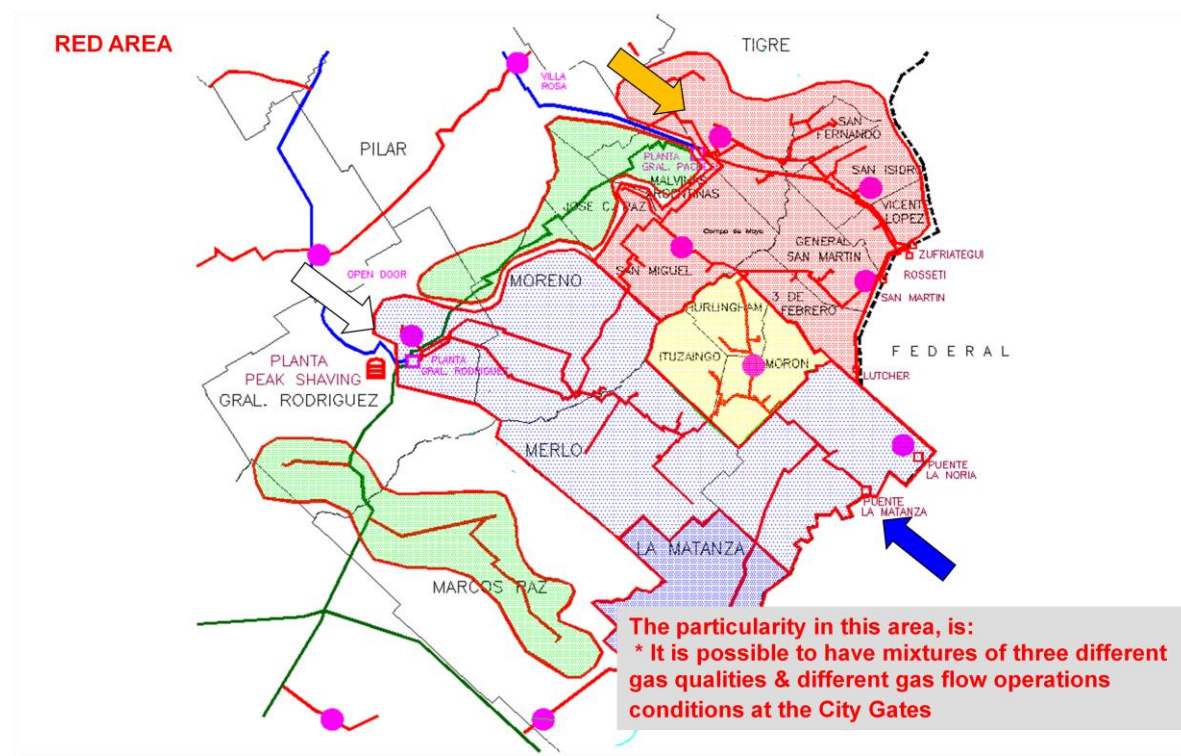 RED AREA
TIGRE
VILLA
ROSA
SAN
FERNANDO
PILAR
PLANTA
GRAL. PACH
SAN ISIDR
MALVINAS
ARGENTINAS
VICENT
LOPEZ
JOSE C. PAZ
Campo de Mayo
GENERAL
SAN MARTIN
ZUFRIATEGUI
OPEN DOOR
SAN MIGUEL
ROSSETI
MORENO
SAN MARTIN
3 DE
FEBRERO
HURLINGHAM
FEDERAL
ITUZAINGO
MORON
PLANTA
GRAL. RODRIGUEZ
LUTCHER
PLANTA
PEAK SHAVING
GRAL. RODRIGUEZ
MERLO
PUENTE
LA NORIA
PUENTE
LA MATANZA
LA MATANZA
MARCOS PAZ
The particularity in this area, is:
* It is possible to have mixtures of three different
gas qualities & different gas flow operations
conditions at the City Gates